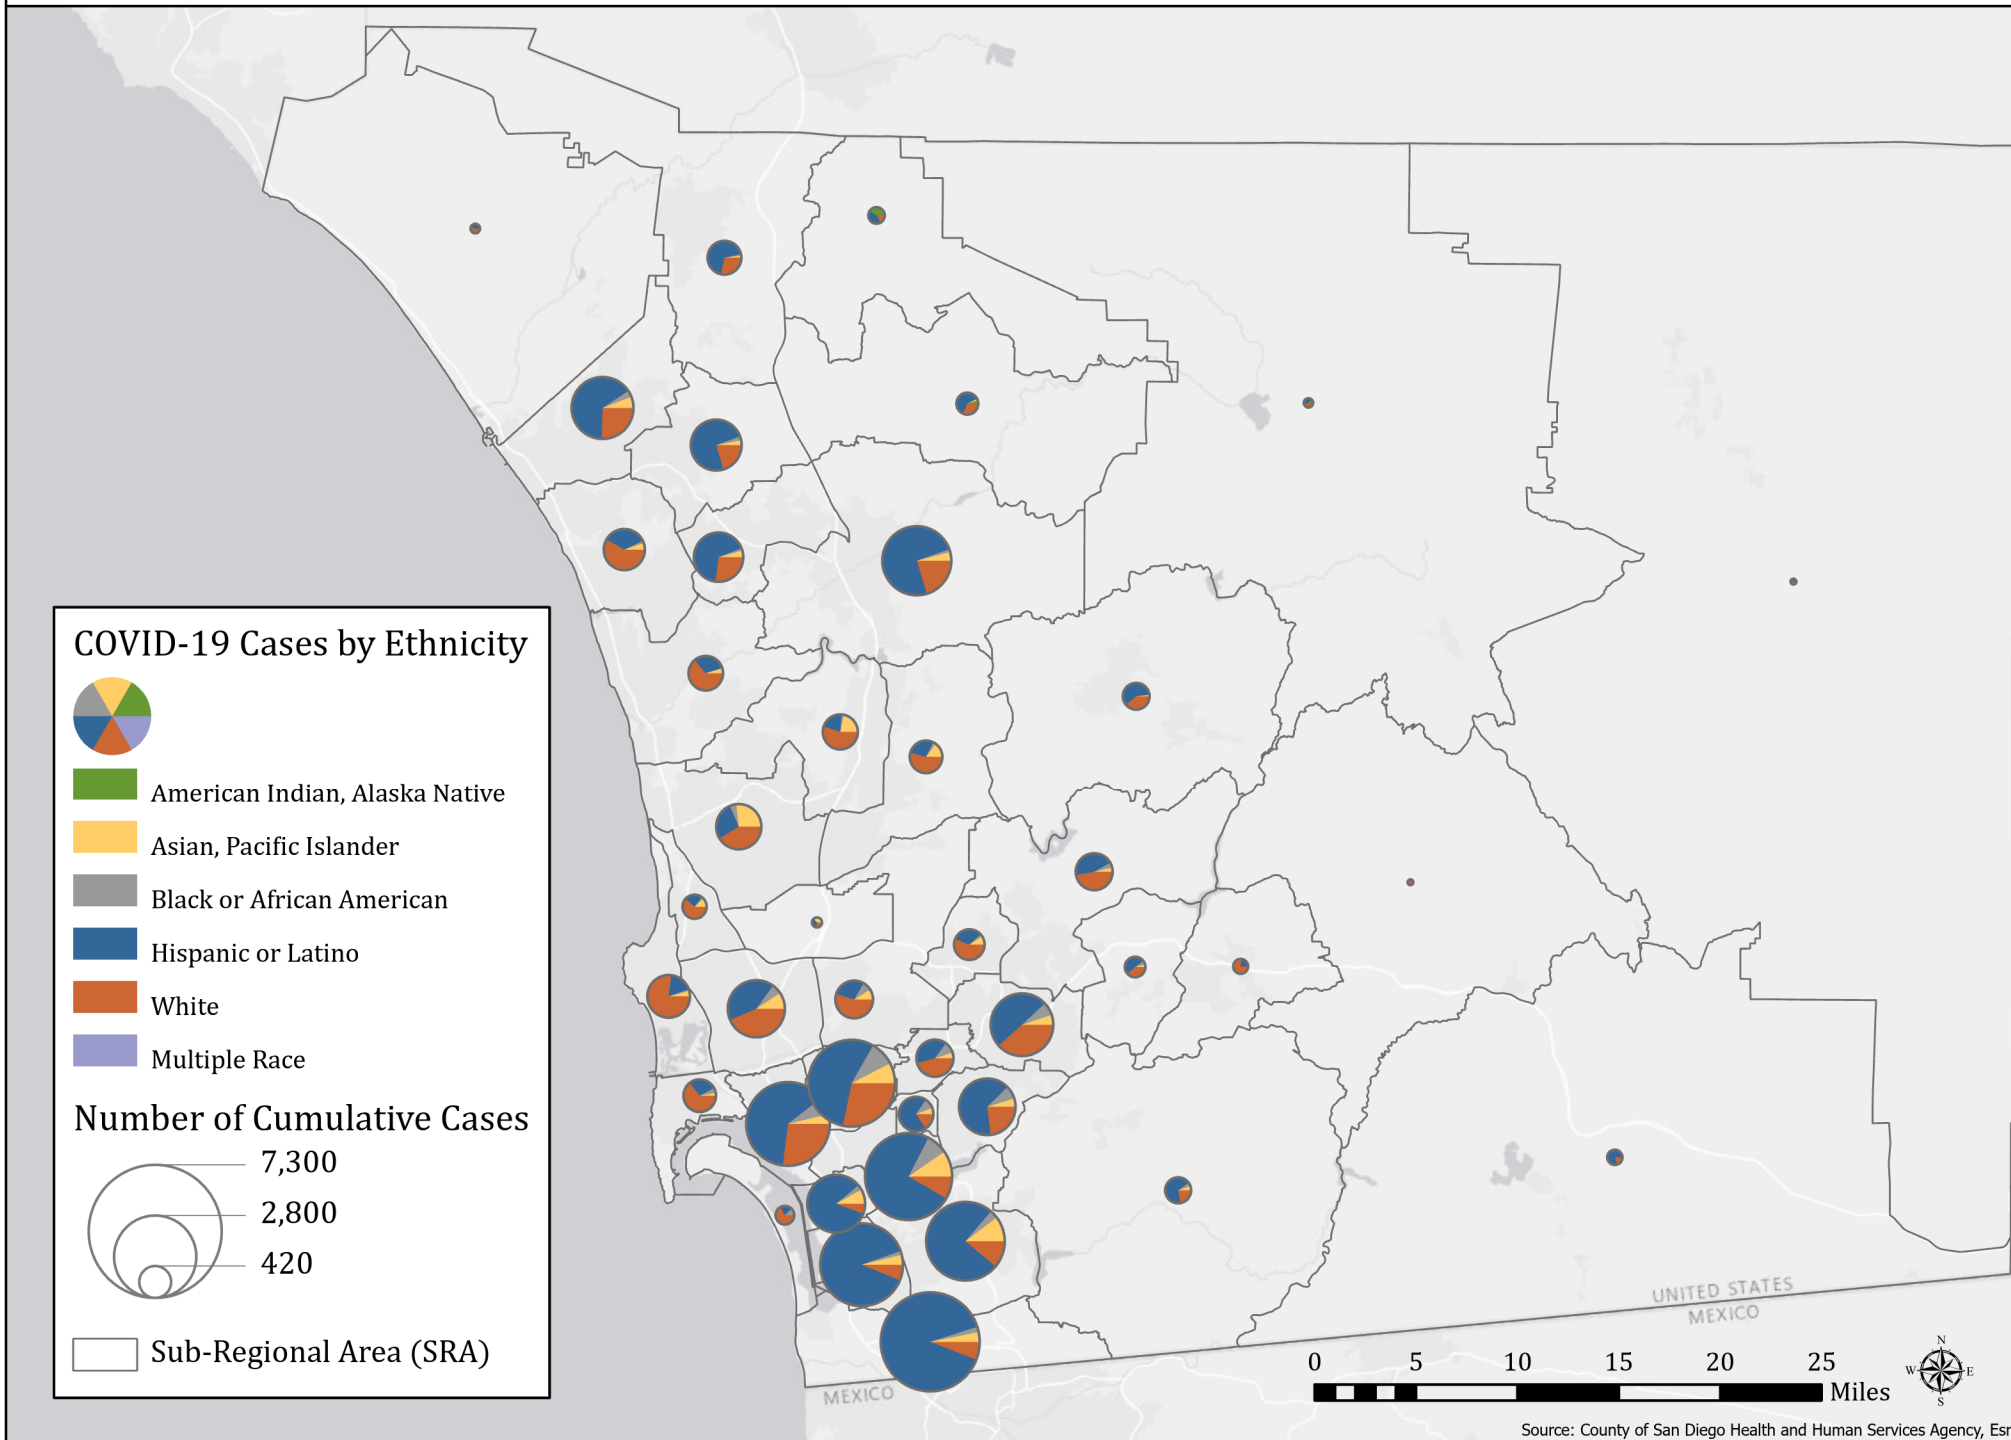 COVID-19 Cases by Ethnicity
American Indian, Alaska Native
Asian, Pacific Islander
Black or African American
Hispanic or Latino
White
Multiple Race
Number of Cumulative Cases
7,300
2,800
420
Sub-Regional Area (SRA)
UNITED STATES
MEXICO
MEXICO
0 5 10 15 20 25
Miles
N
W E
S
Source: County of San Diego Health and Human Services Agency, Esr